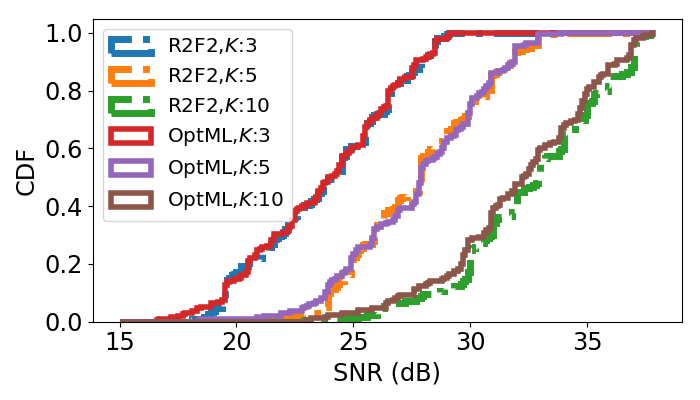 1.0
0.8
0.6
0.4
0.2
0.0
CDF
R2F2,K:3
R2F2,K:5
R2F2,K:10
OptML,K:3
OptML,K:5
OptML,K:10
15 20 25 30 35
SNR (dB)